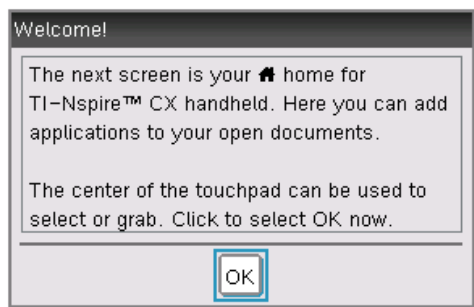 Welcome!
The next screen is your home for
TI-Nspire™ CX handheld. Here you can add
applications to your open documents.
The center of the touchpad can be used to
select or grab. Click to select OK now.
OK